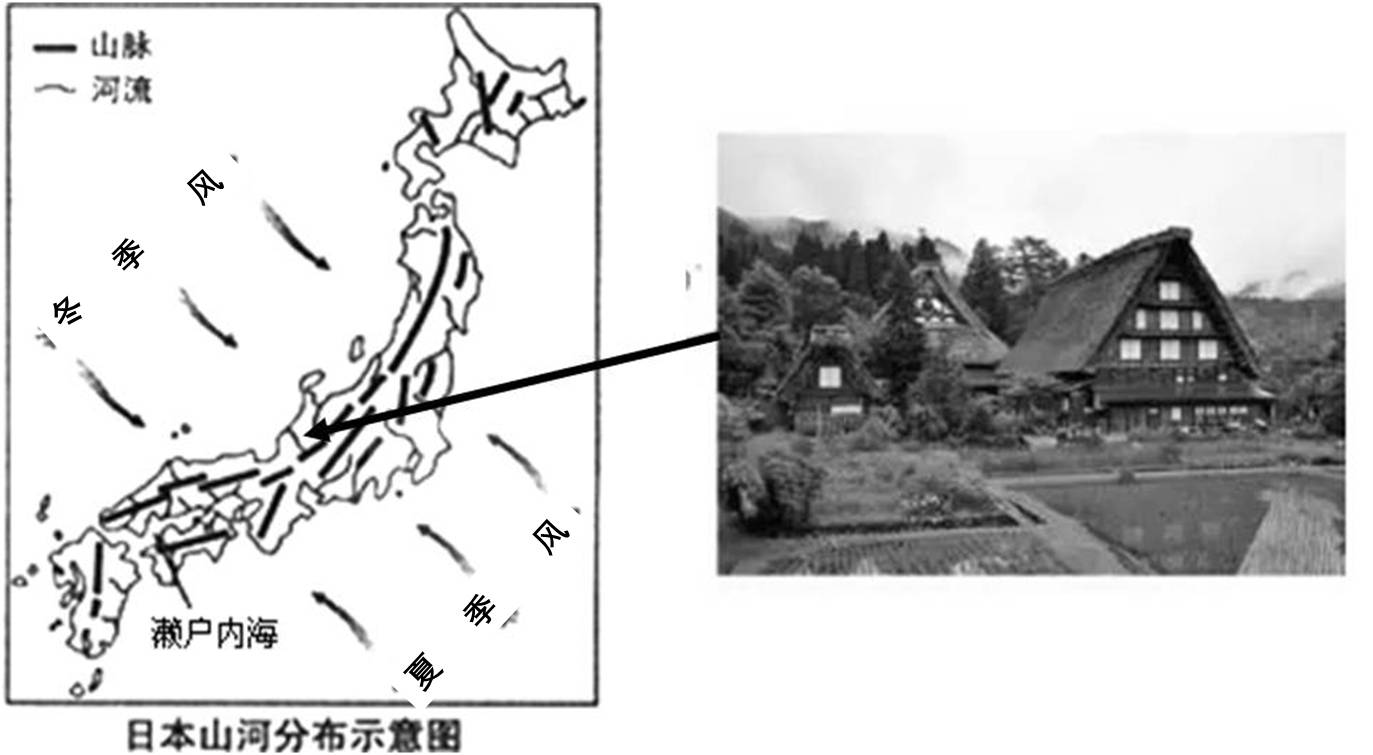 山脉
河流
冬季风
夏季风
濑户内海
日本山河分布示意图